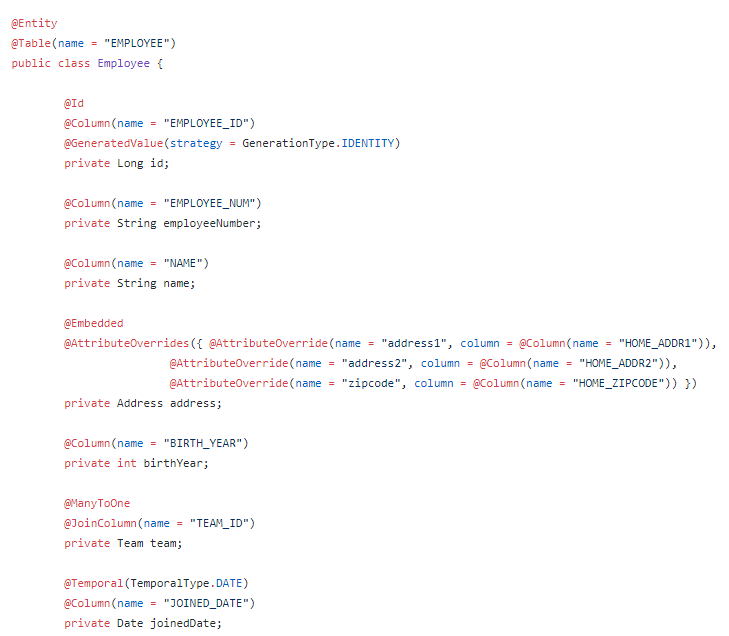 @Entity
@Table(name = "EMPLOYEE")
public class Employee {
@Id
@Column(name = "EMPLOYEE_ID")
@GeneratedValue(strategy = GenerationType.IDENTITY)
private Long id;
@Column(name = "EMPLOYEE_NUM")
private String employeeNumber;
@Column(name = "NAME")
private String name;
@Embedded
@AttributeOverrides({ @AttributeOverride(name = "address1", column = @Column(name = "HOME_ADDR1")),
@AttributeOverride(name = "address2", column = @Column(name = "HOME_ADDR2")),
@AttributeOverride(name = "zipcode", column = @Column(name = "HOME_ZIPCODE")) })
private Address address;
@Column(name = "BIRTH_YEAR")
private int birthYear;
@ManyToOne
@JoinColumn(name = "TEAM_ID")
private Team team;
@Temporal(TemporalType.DATE)
@Column(name = "JOINED_DATE")
private Date joinedDate;